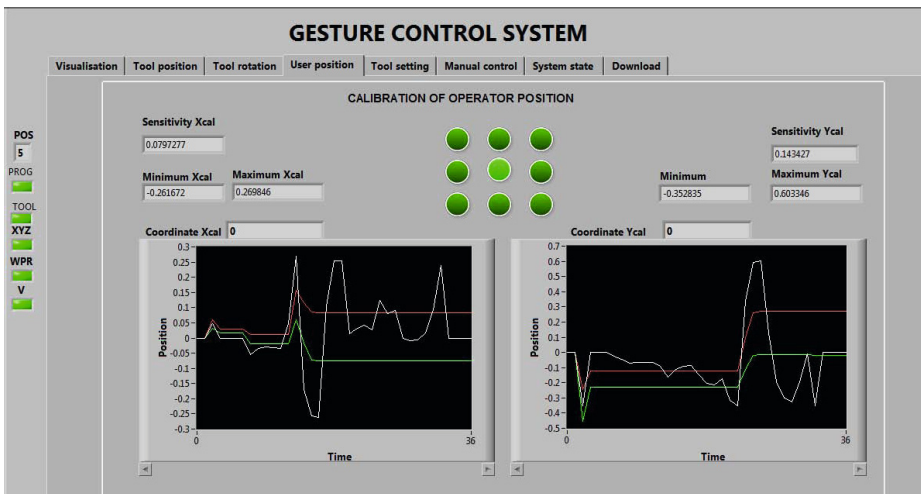 GESTURE CONTROL SYSTEM
Visualisation Tool position Tool rotation User position Tool setting Manual control System state Download
CALIBRATION OF OPERATOR POSITION
POS
5
PROG
TOOL
XYZ
WPR
V
Sensitivity Xcal
0.0797277
Minimum Xcal Maximum Xcal
-0.261672 0.269846
Coordinate Xcal 0
Sensitivity Ycal
0.143427
Minimum Maximum Ycal
-0.352835 0.603346
Coordinate Ycal 0
Position
0.3
0.25
0.2
0.15
0.1
0.05
0
-0.05
-0.1
-0.15
-0.2
-0.25
-0.3
0 36
Time
Position
0.7
0.6
0.5
0.4
0.3
0.2
0.1
0
-0.1
-0.2
-0.3
-0.4
-0.5
0 36
Time